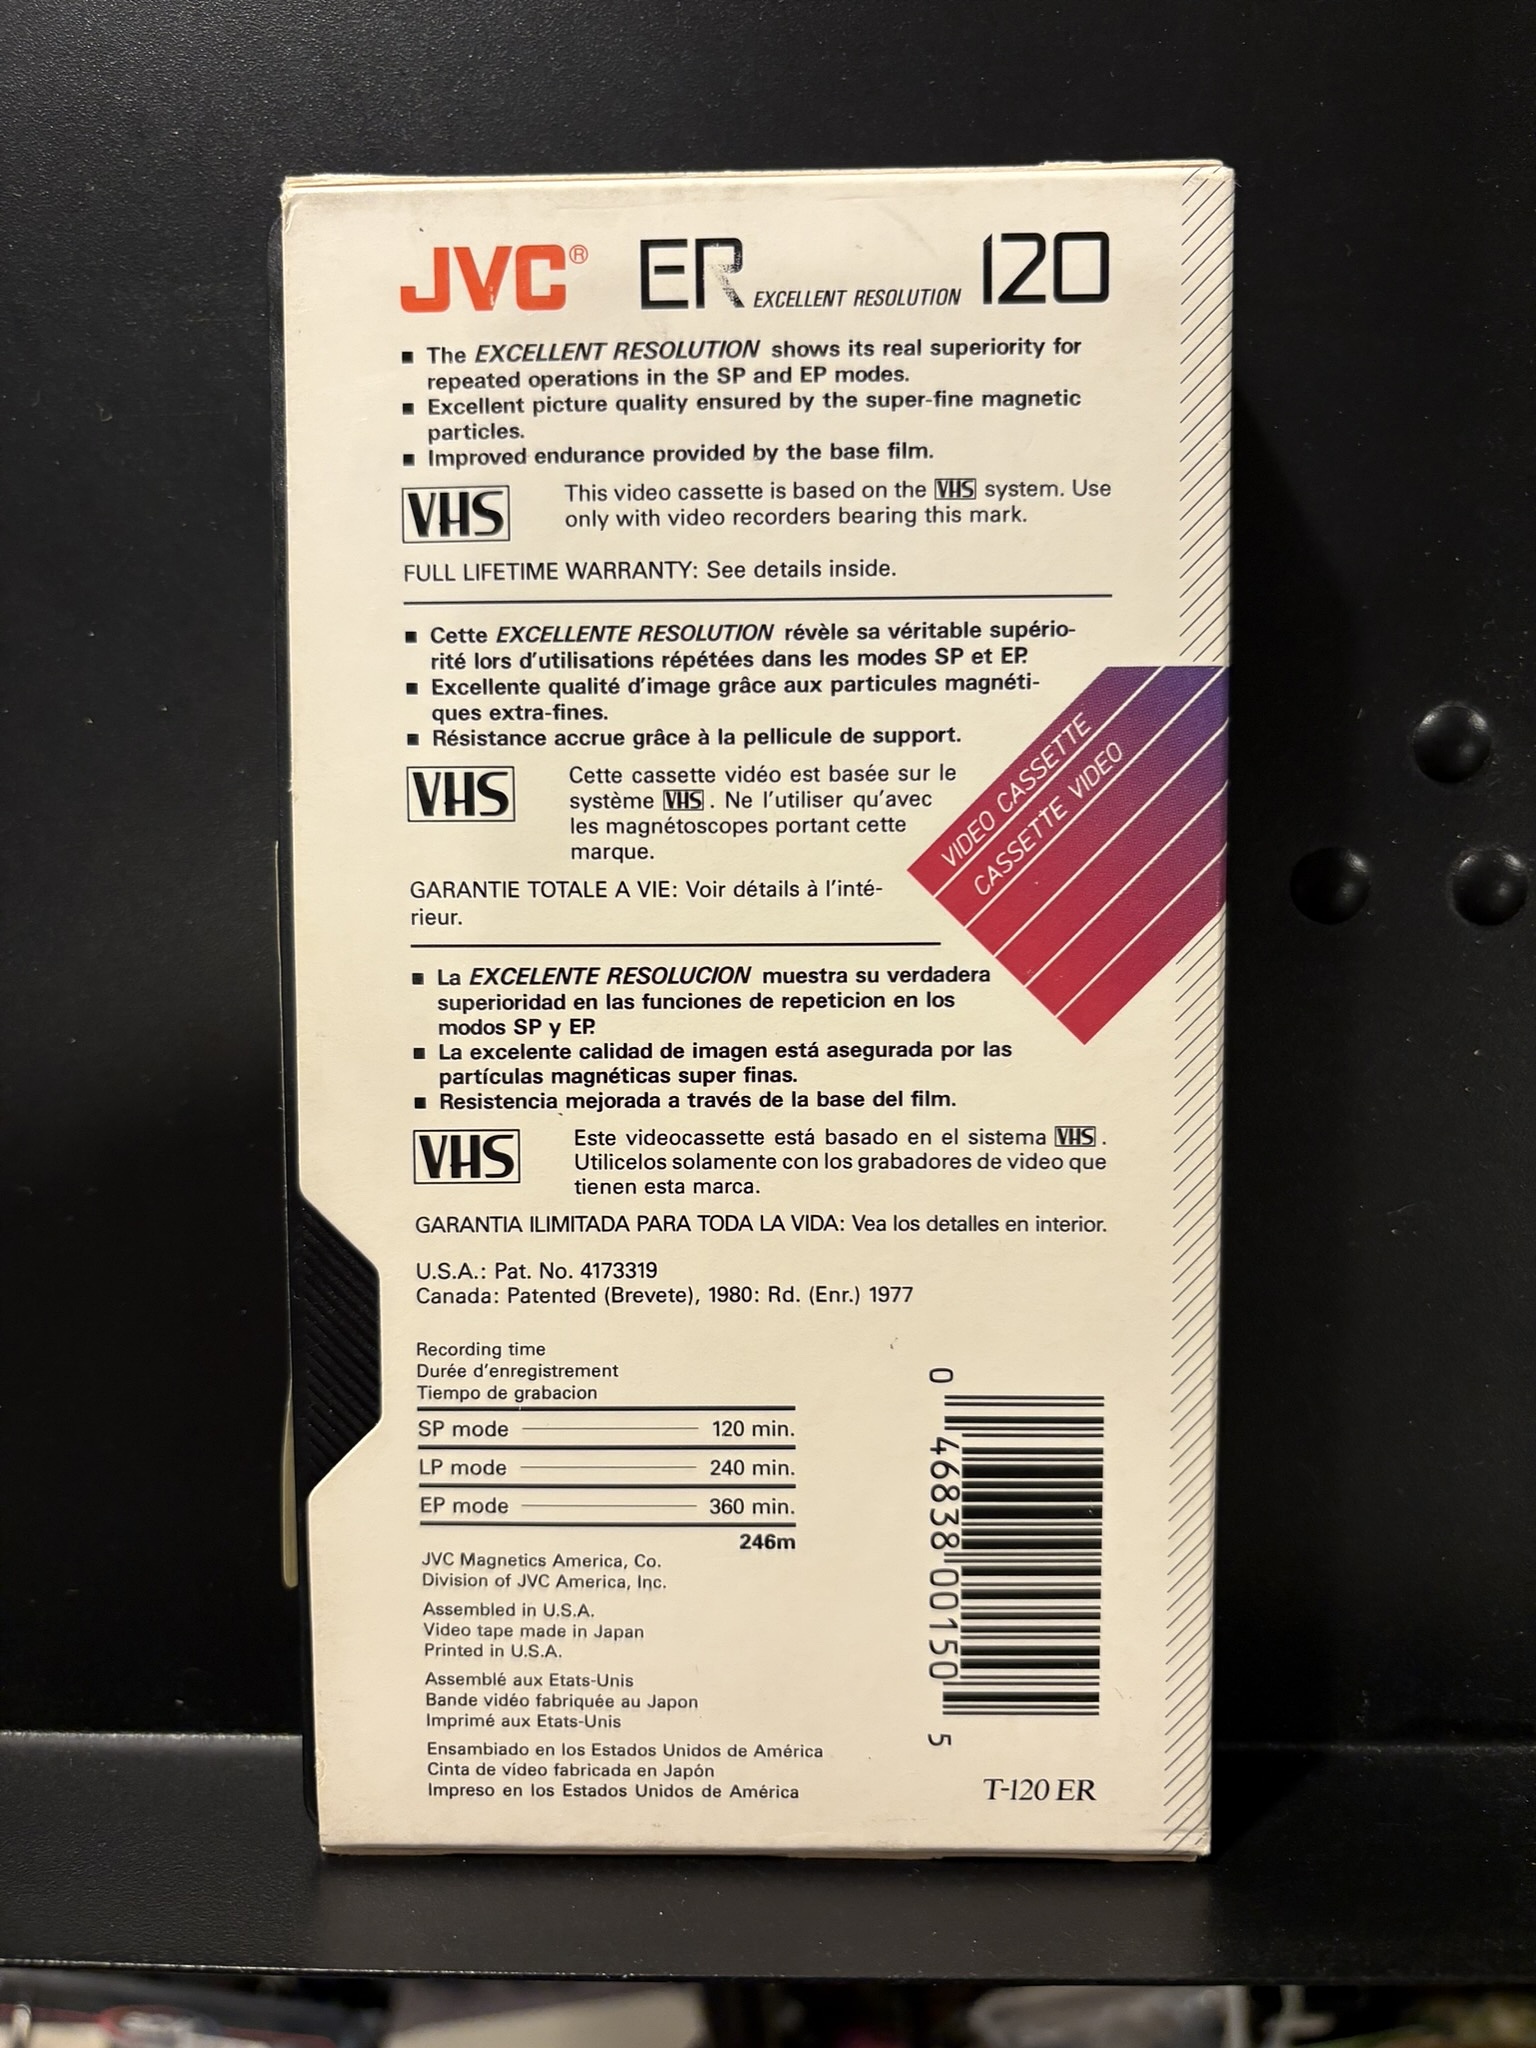 JVC® ER EXCELLENT RESOLUTION 120
▪ The EXCELLENT RESOLUTION shows its real superiority for
repeated operations in the SP and EP modes.
▪ Excellent picture quality ensured by the super-fine magnetic
particles.
▪ Improved endurance provided by the base film.
VHS
This video cassette is based on the VHS system. Use
only with video recorders bearing this mark.
FULL LIFETIME WARRANTY: See details inside.
▪ Cette EXCELLENTE RESOLUTION révèle sa véritable supério-
rité lors d'utilisations répétées dans les modes SP et EP.
▪ Excellente qualité d'image grâce aux particules magnéti-
ques extra-fines.
▪ Résistance accrue grâce à la pellicule de support.
VHS
Cette cassette vidéo est basée sur le
système VHS. Ne l'utiliser qu'avec
les magnétoscopes portant cette
marque.
VIDEO CASSETTE
CASSETTE VIDEO
GARANTIE TOTALE A VIE: Voir détails à l'inté-
rieur.
▪ La EXCELENTE RESOLUCION muestra su verdadera
superioridad en las funciones de repeticion en los
modos SP y EP.
▪ La excelente calidad de imagen está asegurada por las
partículas magnéticas super finas.
▪ Resistencia mejorada a través de la base del film.
VHS
Este videocassette está basado en el sistema VHS.
Utilicelos solamente con los grabadores de video que
tienen esta marca.
GARANTIA ILIMITADA PARA TODA LA VIDA: Vea los detalles en interior.
U.S.A.: Pat. No. 4173319
Canada: Patented (Brevete), 1980: Rd. (Enr.) 1977
Recording time
Durée d'enregistrement
Tiempo de grabacion
SP mode 120 min.
LP mode 240 min.
EP mode 360 min.
246m
JVC Magnetics America, Co.
Division of JVC America, Inc.
Assembled in U.S.A.
Video tape made in Japan
Printed in U.S.A.
Assemblé aux Etats-Unis
Bande vidéo fabriquée au Japon
Imprimé aux Etats-Unis
Ensambiado en los Estados Unidos de América
Cinta de vídeo fabricada en Japón
Impreso en los Estados Unidos de América
0 46838 00150 5
T-120 ER